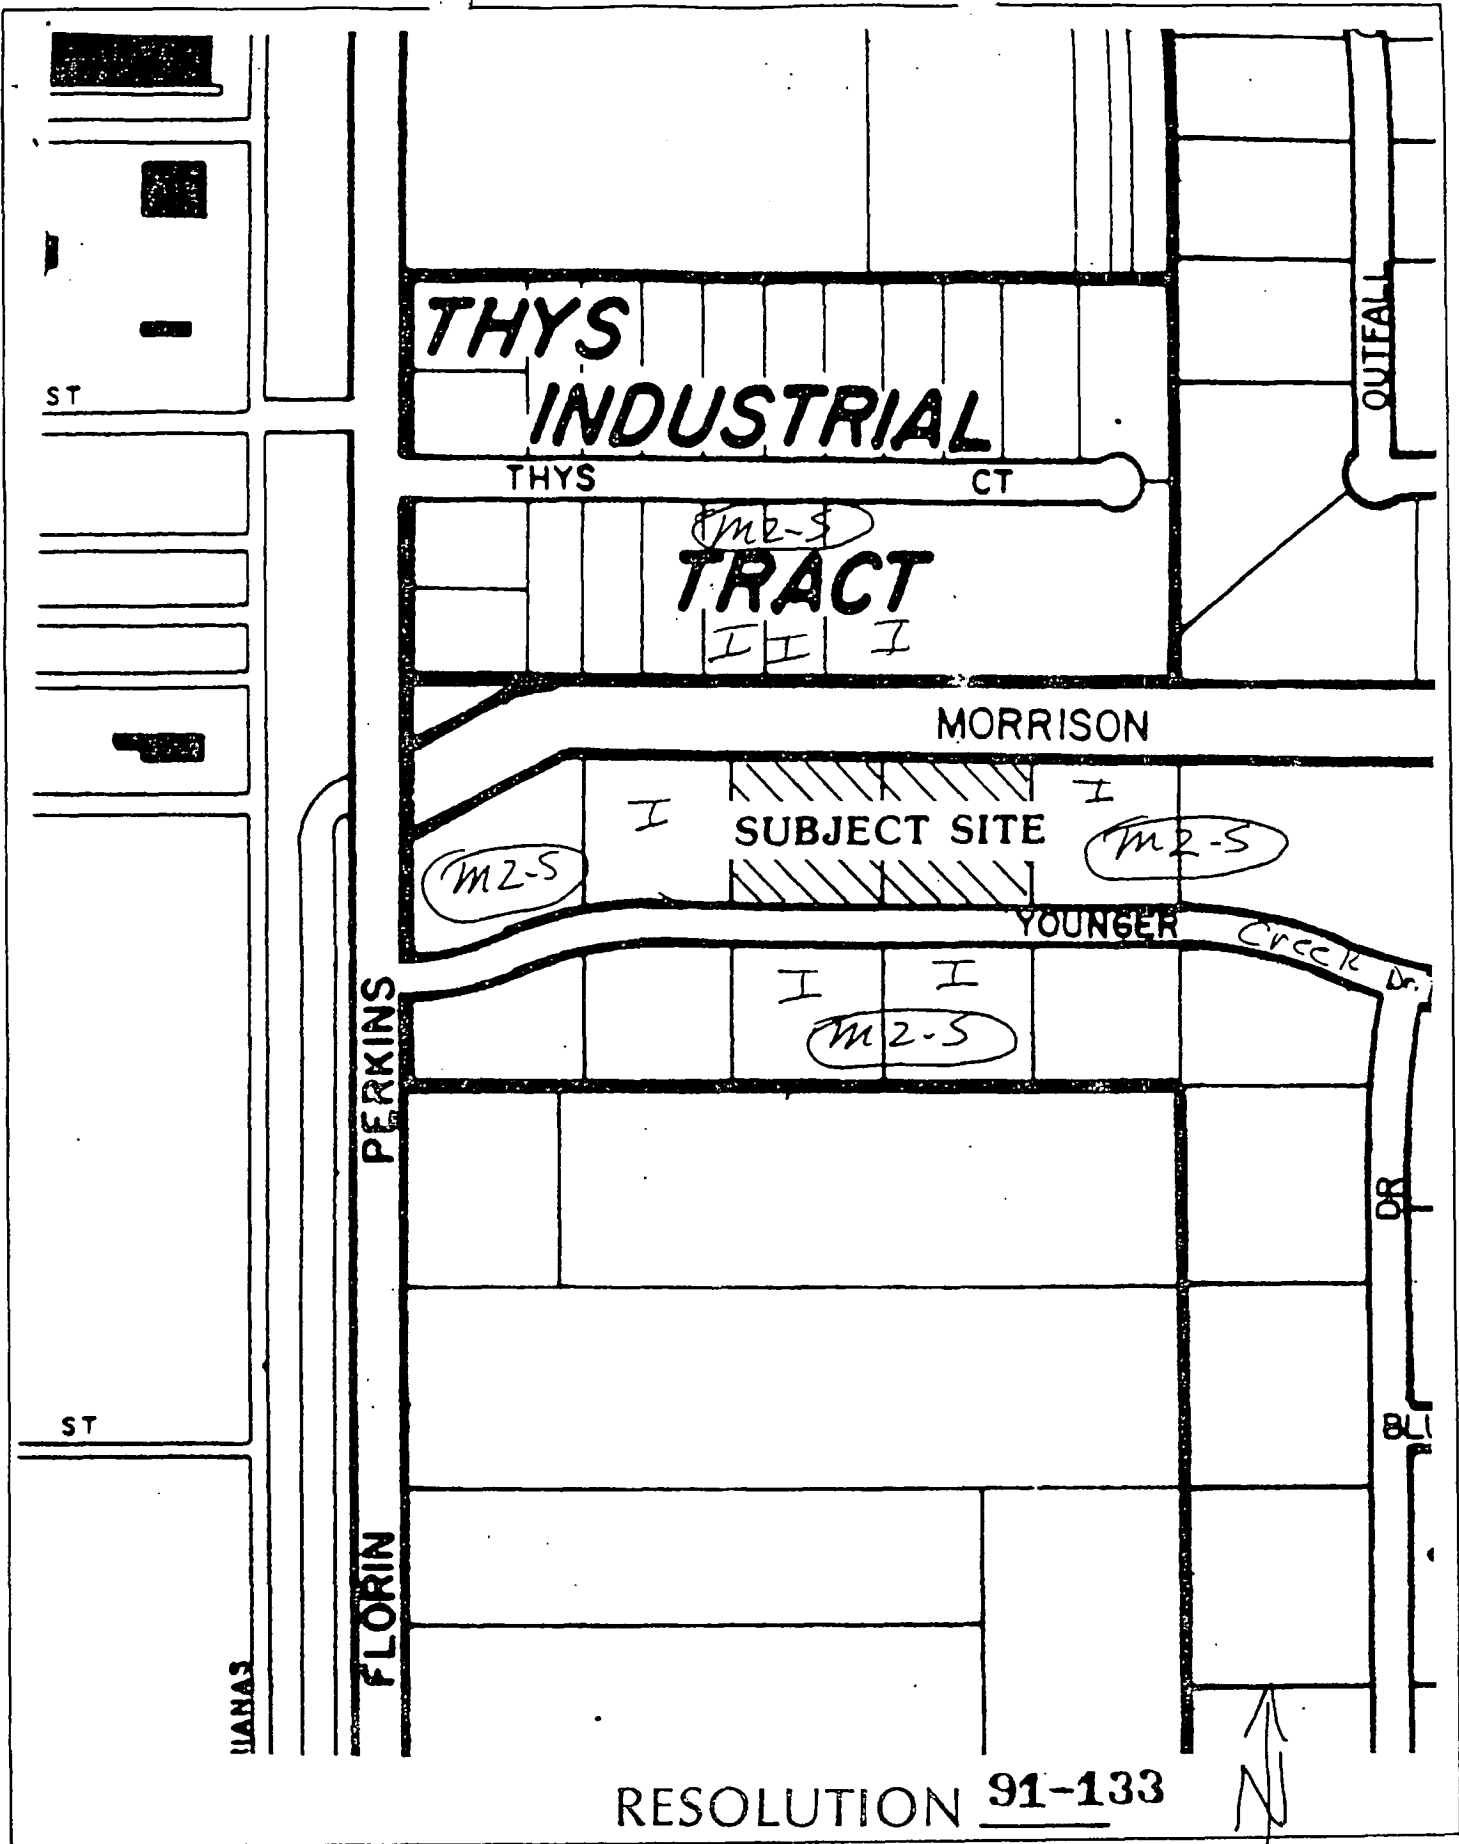 THYS
INDUSTRIAL
OUTFALL
ST
THYS CT
M2-S
TRACT
I I I
MORRISON
I I
SUBJECT SITE
M2-S M2-S
YOUNGER Creek Dr.
I I
M2-S
PERKINS
DR
ST
BLI
FLORIN
RESOLUTION 91-133
N